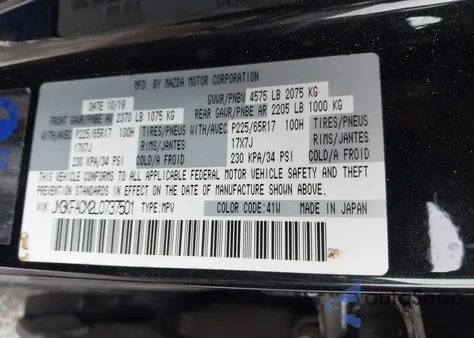 MFD. BY MAZDA MOTOR CORPORATION
DATE 10/19
GVWR/PNBV 4575 LB 2075 KG
FRONT GAWR/PNBE AV 2370 LB 1075 KG
REAR GAWR/PNBE AR 2205 LB 1000 KG
WITH/AVEC P225/65R17 100H TIRES/PNEUS WITH/AVEC P225/65R17 100H TIRES/PNEUS
17X7J RIMS/JANTES 17X7J RIMS/JANTES
230 KPA/34 PSI COLD/A FROID 230 KPA/34 PSI COLD/A FROID
CONFORMS TO ALL APPLICABLE FEDERAL MOTOR VEHICLE SAFETY AND THEFT
PREVENTION STANDARDS IN EFFECT ON THE DATE OF MANUFACTURE SHOWN ABOVE.
VIN: JM3KFACM2L0737501 TYPE: MPV COLOR CODE: 41W MADE IN JAPAN
AutoSnap